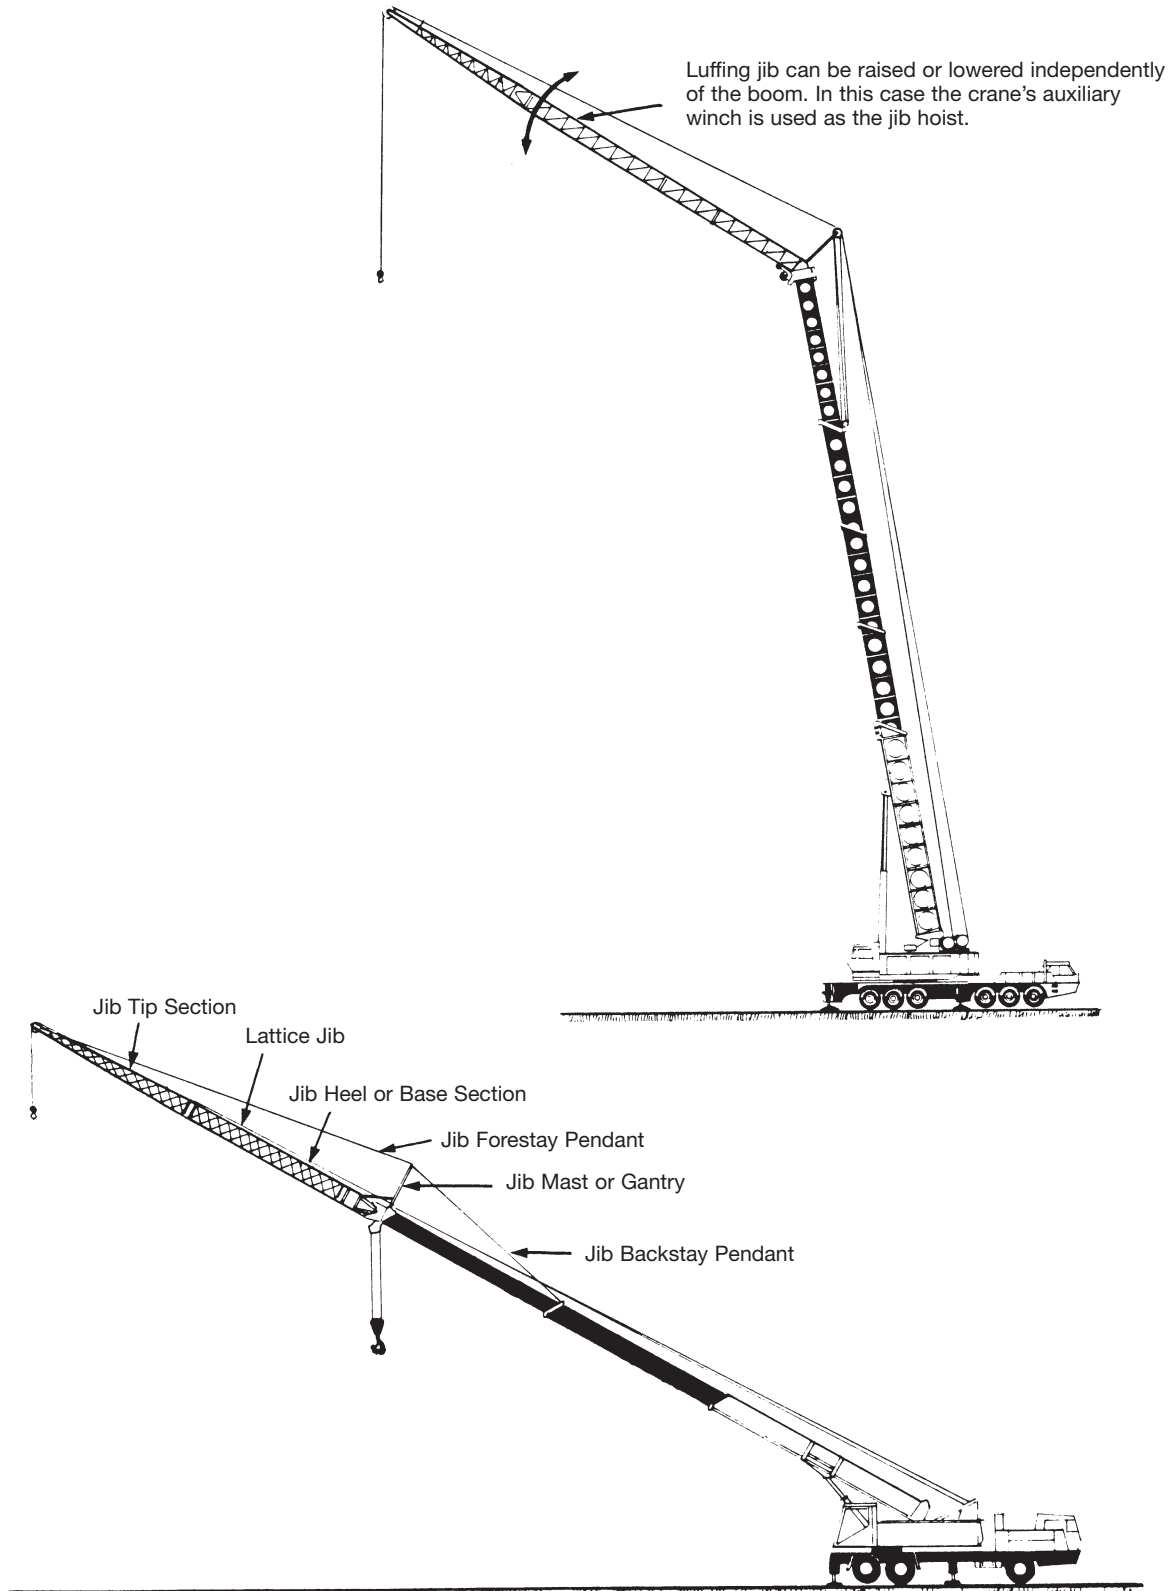 Luffing jib can be raised or lowered independently
of the boom. In this case the crane’s auxiliary
winch is used as the jib hoist.
Jib Tip Section
Lattice Jib
Jib Heel or Base Section
Jib Forestay Pendant
Jib Mast or Gantry
Jib Backstay Pendant